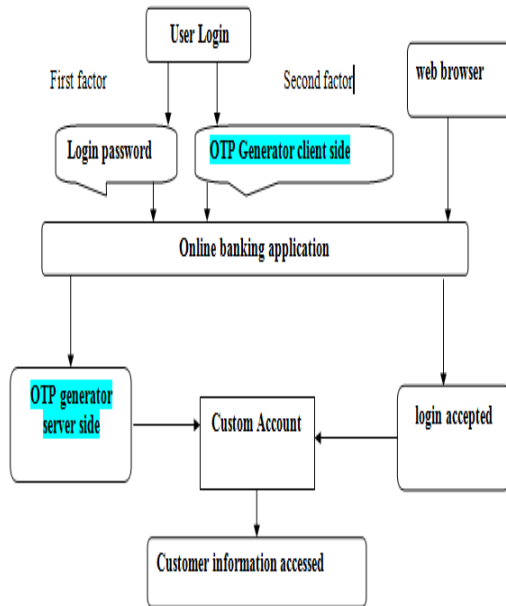 User Login
First factor
Second factor
web browser
Login password
OTP Generator client side
Online banking application
OTP generator
server side
Custom Account
login accepted
Customer information accessed